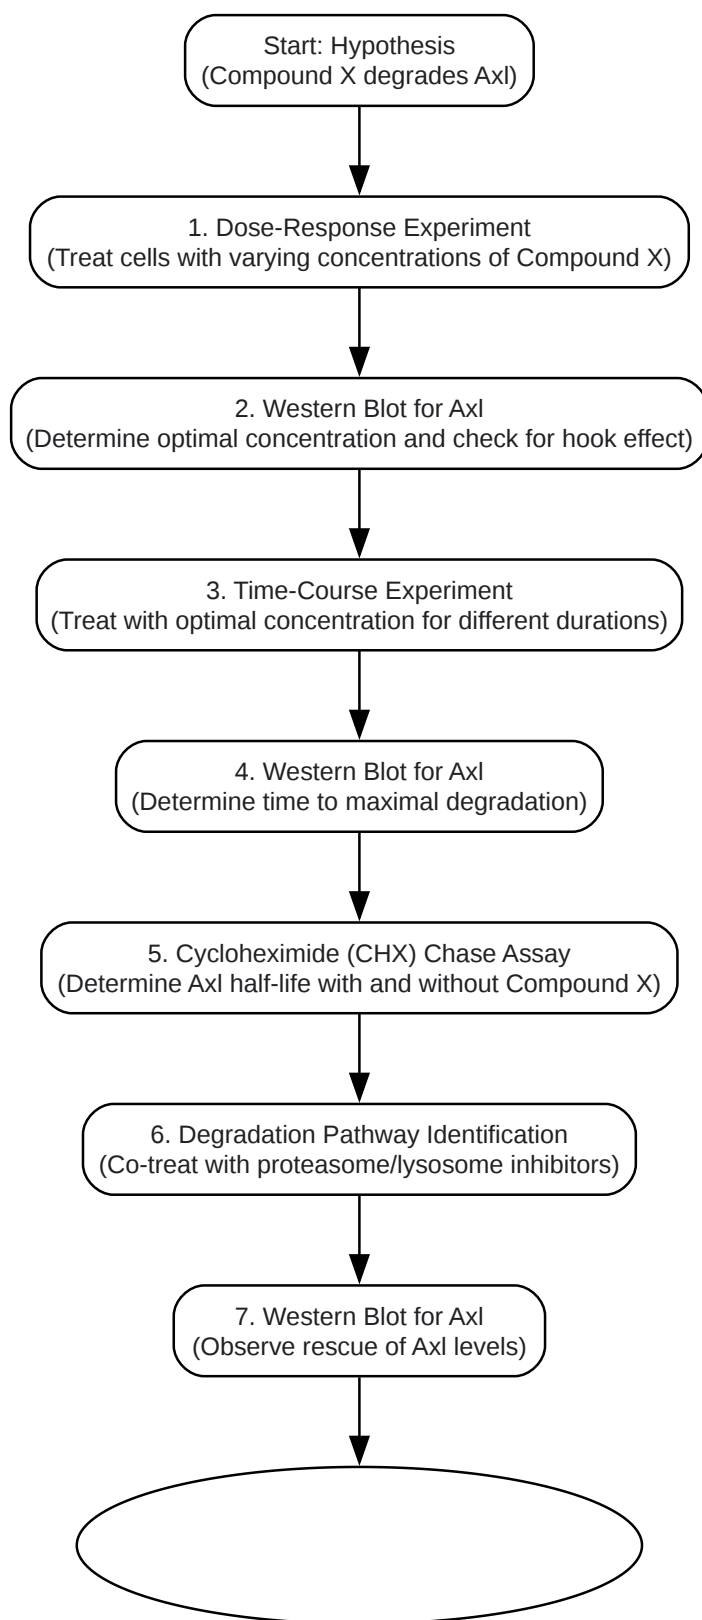 Start: Hypothesis
(Compound X degrades Axl)
1. Dose-Response Experiment
(Treat cells with varying concentrations of Compound X)
2. Western Blot for Axl
(Determine optimal concentration and check for hook effect)
3. Time-Course Experiment
(Treat with optimal concentration for different durations)
4. Western Blot for Axl
(Determine time to maximal degradation)
5. Cycloheximide (CHX) Chase Assay
(Determine Axl half-life with and without Compound X)
6. Degradation Pathway Identification
(Co-treat with proteasome/lysosome inhibitors)
7. Western Blot for Axl
(Observe rescue of Axl levels)